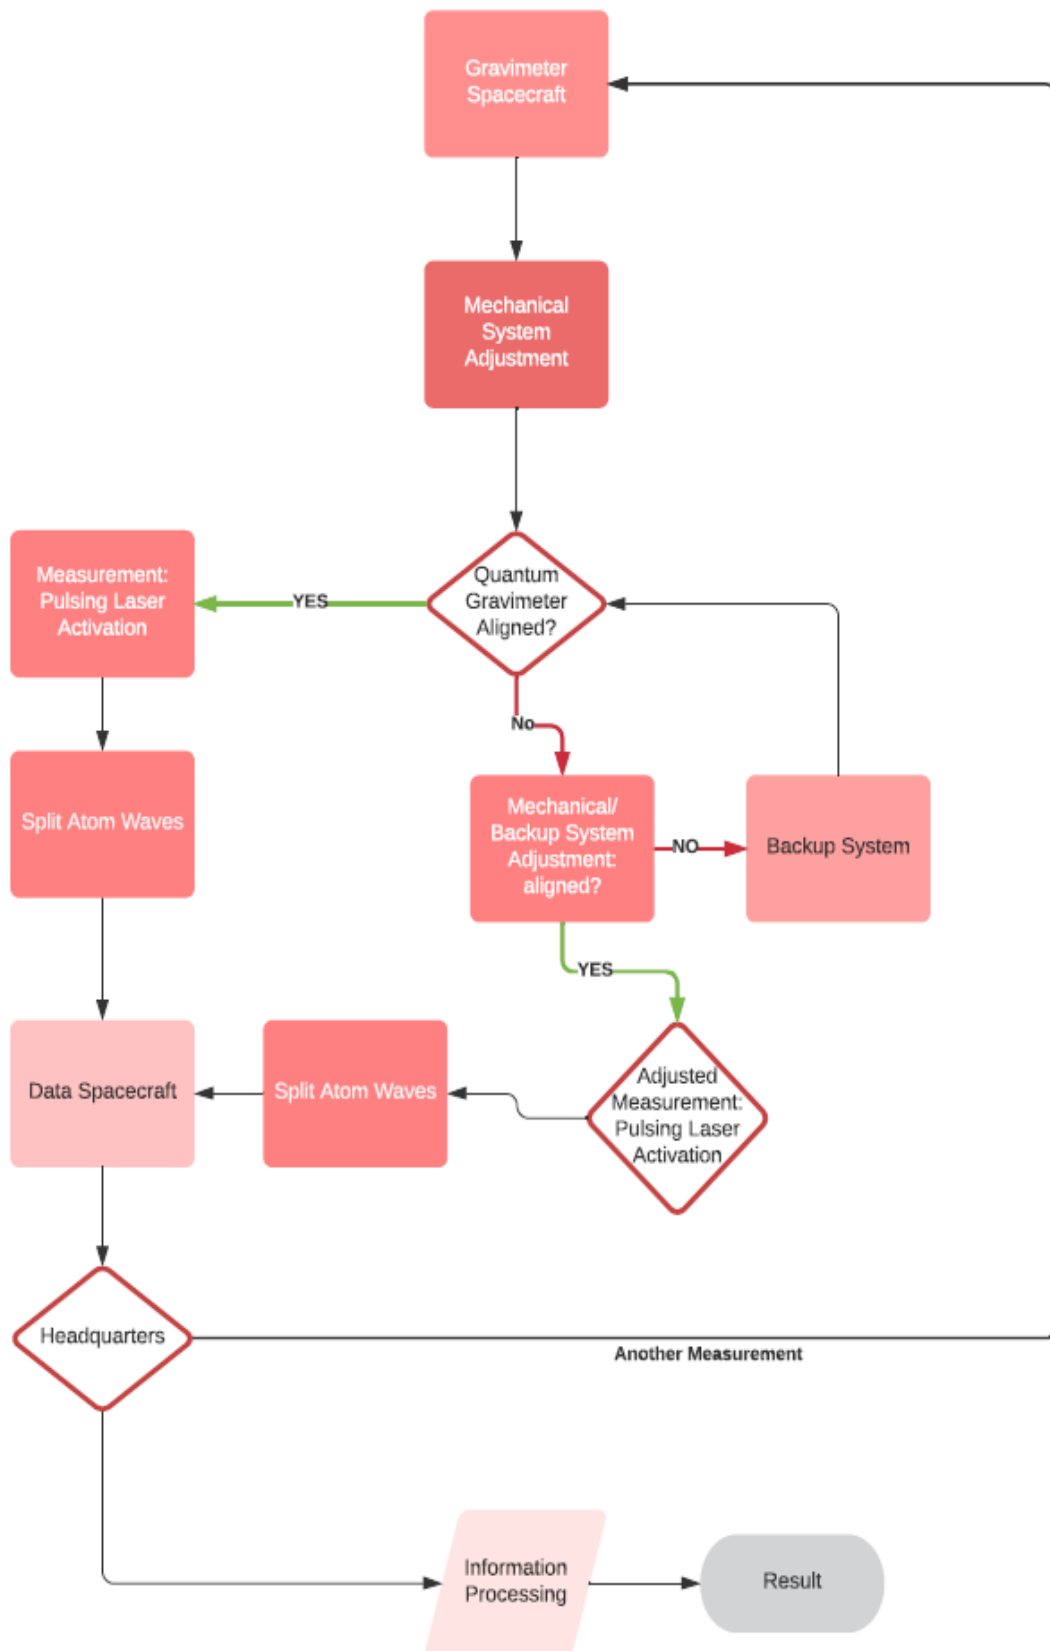 Gravimeter
Spacecraft
Mechanical
System
Adjustment
Quantum
Gravimeter
Aligned?
YES
Measurement:
Pulsing Laser
Activation
No
Split Atom Waves
Mechanical/
Backup System
Adjustment:
aligned?
NO
Backup System
YES
Data Spacecraft
Split Atom Waves
Adjusted
Measurement:
Pulsing Laser
Activation
Headquarters
Another Measurement
Information
Processing
Result